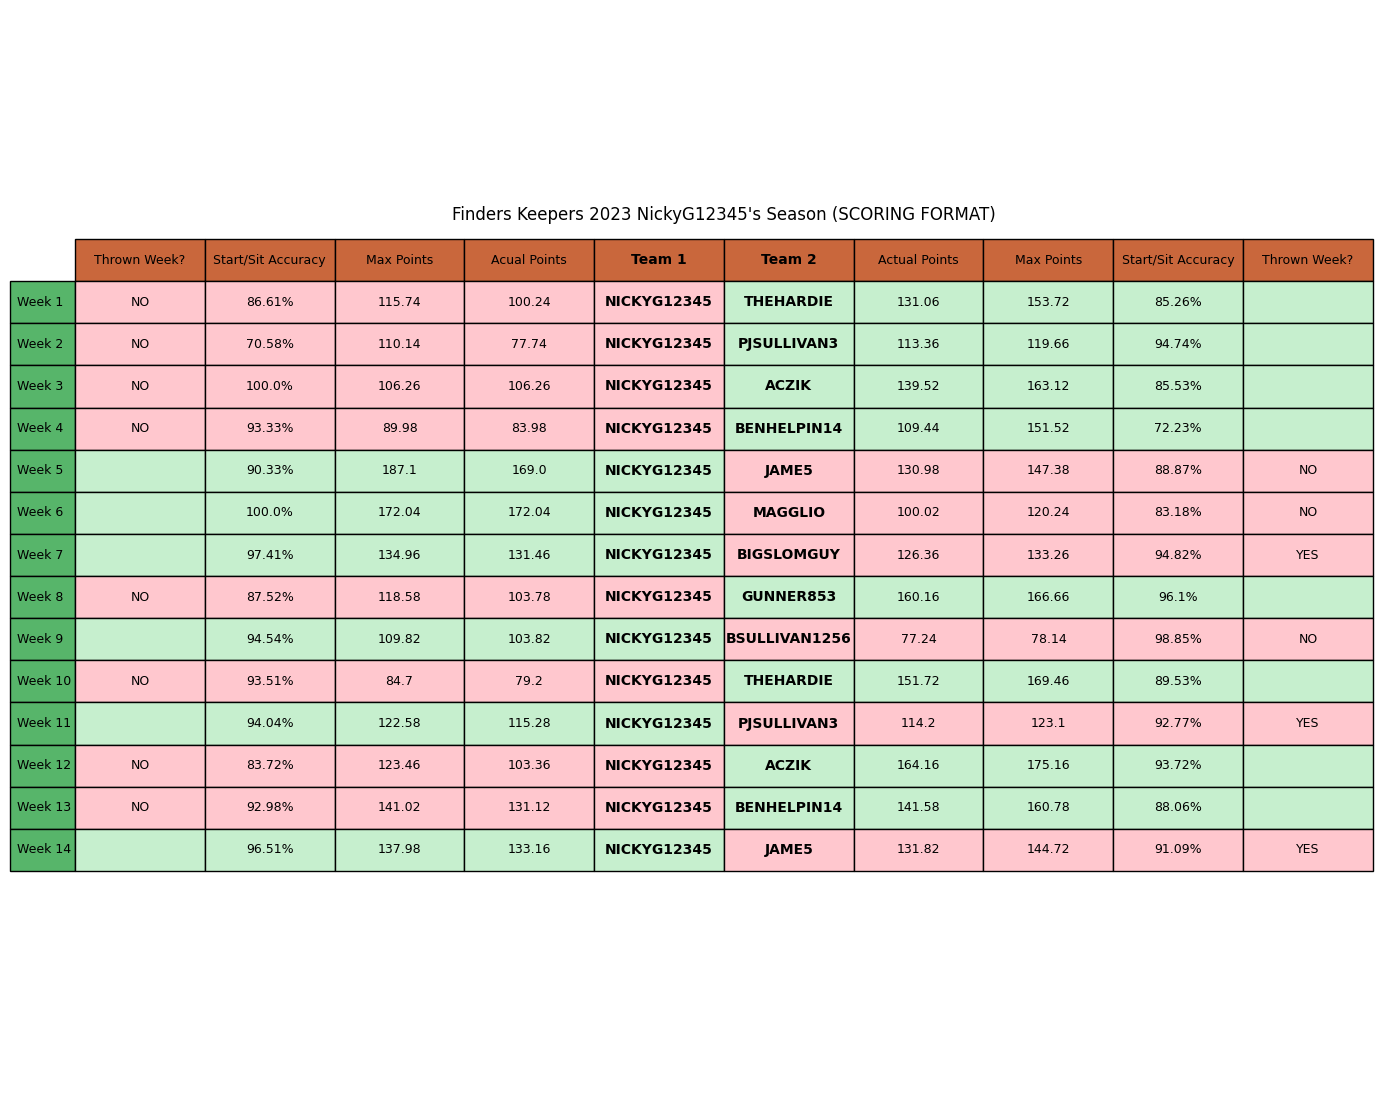 Finders Keepers 2023 NickyG12345's Season (SCORING FORMAT)
Thrown Week? Start/Sit Accuracy Max Points Acual Points Team 1 Team 2 Actual Points Max Points Start/Sit Accuracy Thrown Week?
Week 1 NO 86.61% 115.74 100.24 NICKYG12345 THEHARDIE 131.06 153.72 85.26%
Week 2 NO 70.58% 110.14 77.74 NICKYG12345 PJSULLIVAN3 113.36 119.66 94.74%
Week 3 NO 100.0% 106.26 106.26 NICKYG12345 ACZIK 139.52 163.12 85.53%
Week 4 NO 93.33% 89.98 83.98 NICKYG12345 BENHELPIN14 109.44 151.52 72.23%
Week 5 90.33% 187.1 169.0 NICKYG12345 JAME5 130.98 147.38 88.87% NO
Week 6 100.0% 172.04 172.04 NICKYG12345 MAGGLIO 100.02 120.24 83.18% NO
Week 7 97.41% 134.96 131.46 NICKYG12345 BIGSLOMGUY 126.36 133.26 94.82% YES
Week 8 NO 87.52% 118.58 103.78 NICKYG12345 GUNNER853 160.16 166.66 96.1%
Week 9 94.54% 109.82 103.82 NICKYG12345 BSULLIVAN1256 77.24 78.14 98.85% NO
Week 10 NO 93.51% 84.7 79.2 NICKYG12345 THEHARDIE 151.72 169.46 89.53%
Week 11 94.04% 122.58 115.28 NICKYG12345 PJSULLIVAN3 114.2 123.1 92.77% YES
Week 12 NO 83.72% 123.46 103.36 NICKYG12345 ACZIK 164.16 175.16 93.72%
Week 13 NO 92.98% 141.02 131.12 NICKYG12345 BENHELPIN14 141.58 160.78 88.06%
Week 14 96.51% 137.98 133.16 NICKYG12345 JAME5 131.82 144.72 91.09% YES